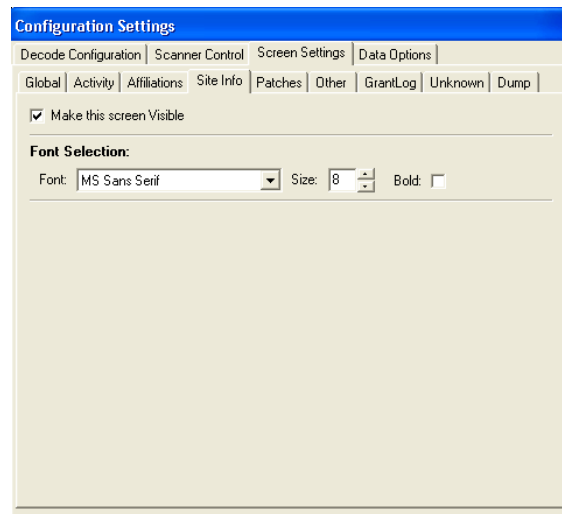 Configuration Settings
Decode Configuration Scanner Control Screen Settings Data Options
Global Activity Affiliations Site Info Patches Other GrantLog Unknown Dump
Make this screen Visible
Font Selection:
Font: MS Sans Serif Size: 8 Bold: